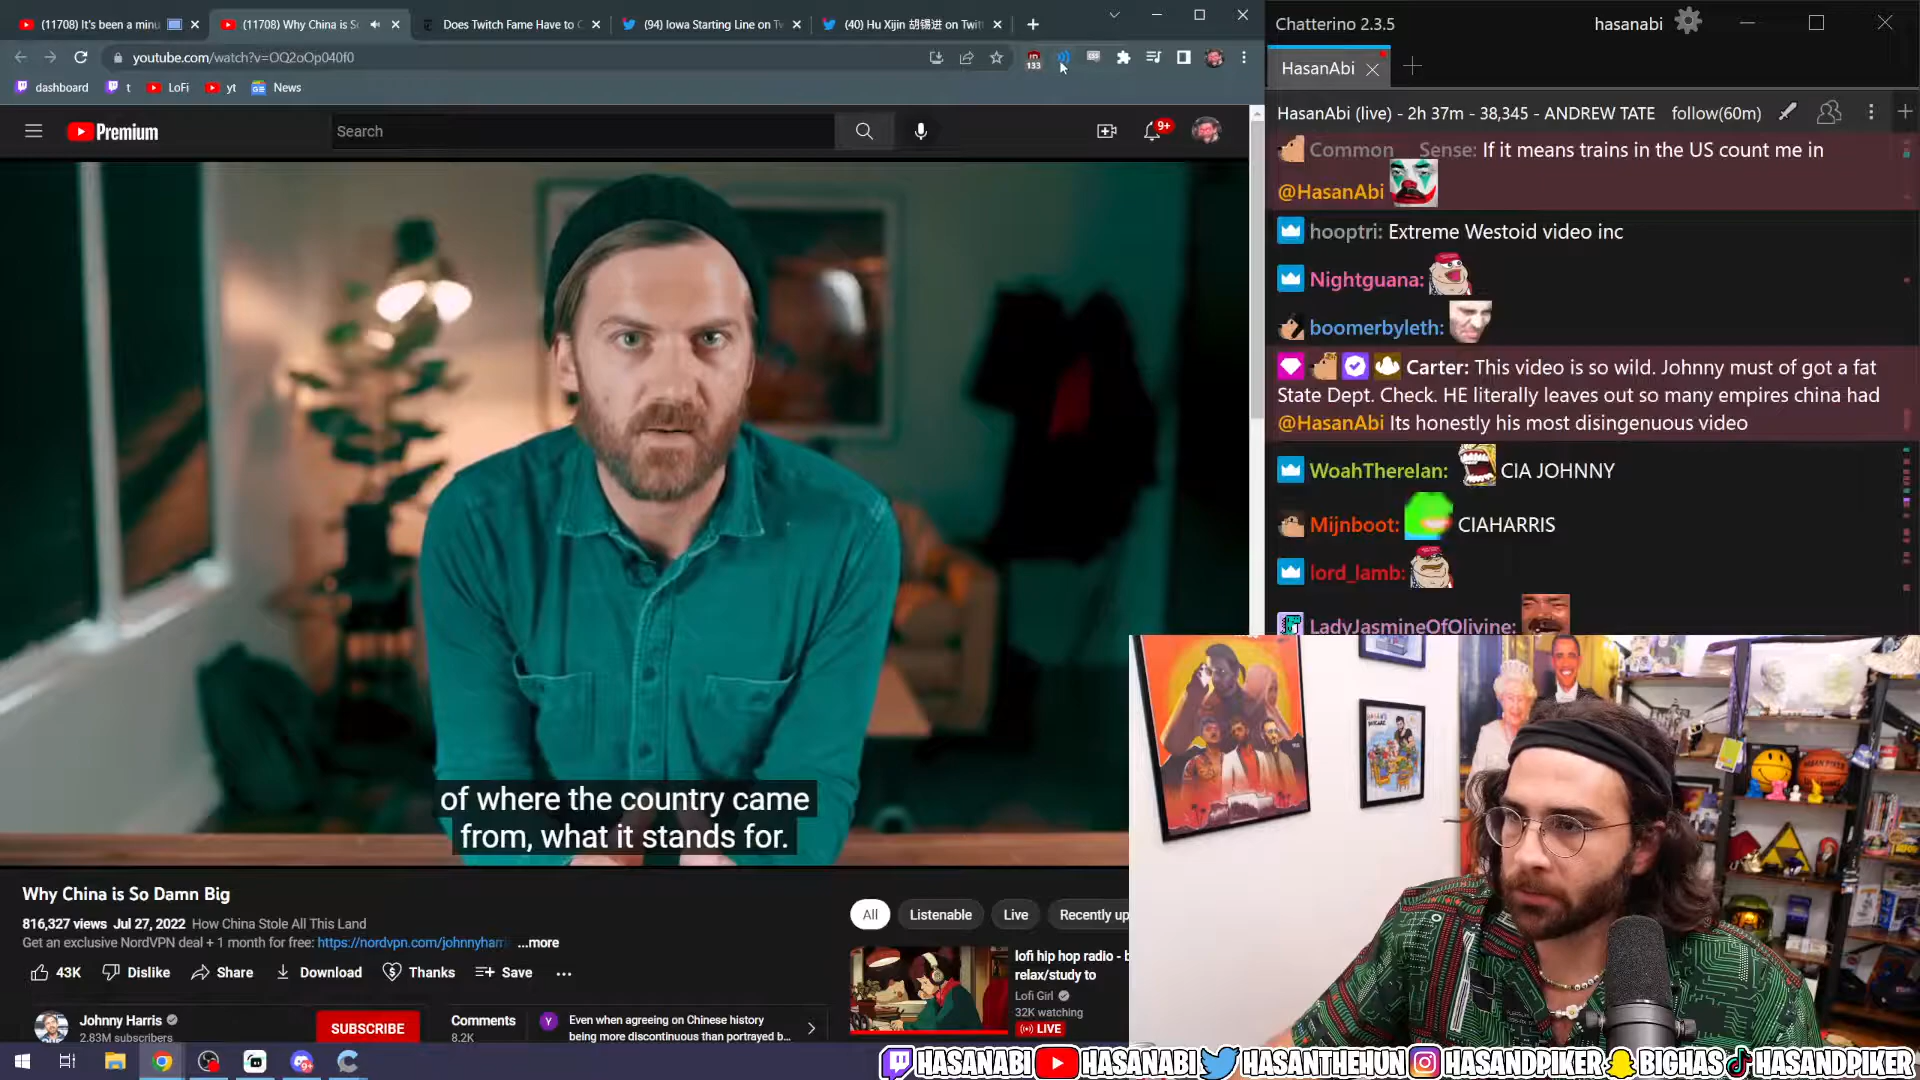 (11708) It's been a minu
(11708) Why China is So
Does Twitch Fame Have to C
(94) Iowa Starting Line on Tw
(40) Hu Xijin 胡锡进 on Twitt
youtube.com/watch?v=OQ2oOp040f0
133
dashboard
t
LoFi
yt
News
Premium
Search
9+
of where the country came
from, what it stands for.
Why China is So Damn Big
816,327 views Jul 27, 2022 How China Stole All This Land
Get an exclusive NordVPN deal + 1 month for free: https://nordvpn.com/johnnyharri ...more
43K
Dislike
Share
Download
Thanks
Save
Johnny Harris
2.83M subscribers
SUBSCRIBE
Comments
8.2K
Even when agreeing on Chinese history
being more discontinuous than portrayed b...
All
Listenable
Live
Recently up
lofi hip hop radio - b
relax/study to
Lofi Girl
32K watching
LIVE
Chatterino 2.3.5
hasanabi
HasanAbi
HasanAbi (live) - 2h 37m - 38,345 - ANDREW TATE follow(60m)
Common Sense: If it means trains in the US count me in
@HasanAbi
hooptri: Extreme Westoid video inc
Nightguana:
boomerbyleth:
Carter: This video is so wild. Johnny must of got a fat
State Dept. Check. HE literally leaves out so many empires china had
@HasanAbi Its honestly his most disingenuous video
WoahThereIan: CIA JOHNNY
Mijnboot: CIAHARRIS
lord_lamb:
LadyJasmineOfOlivine:
HASANABI HASANABI HASANTHEHUN HASANDPIKER BIGHAS HASANDPIKER